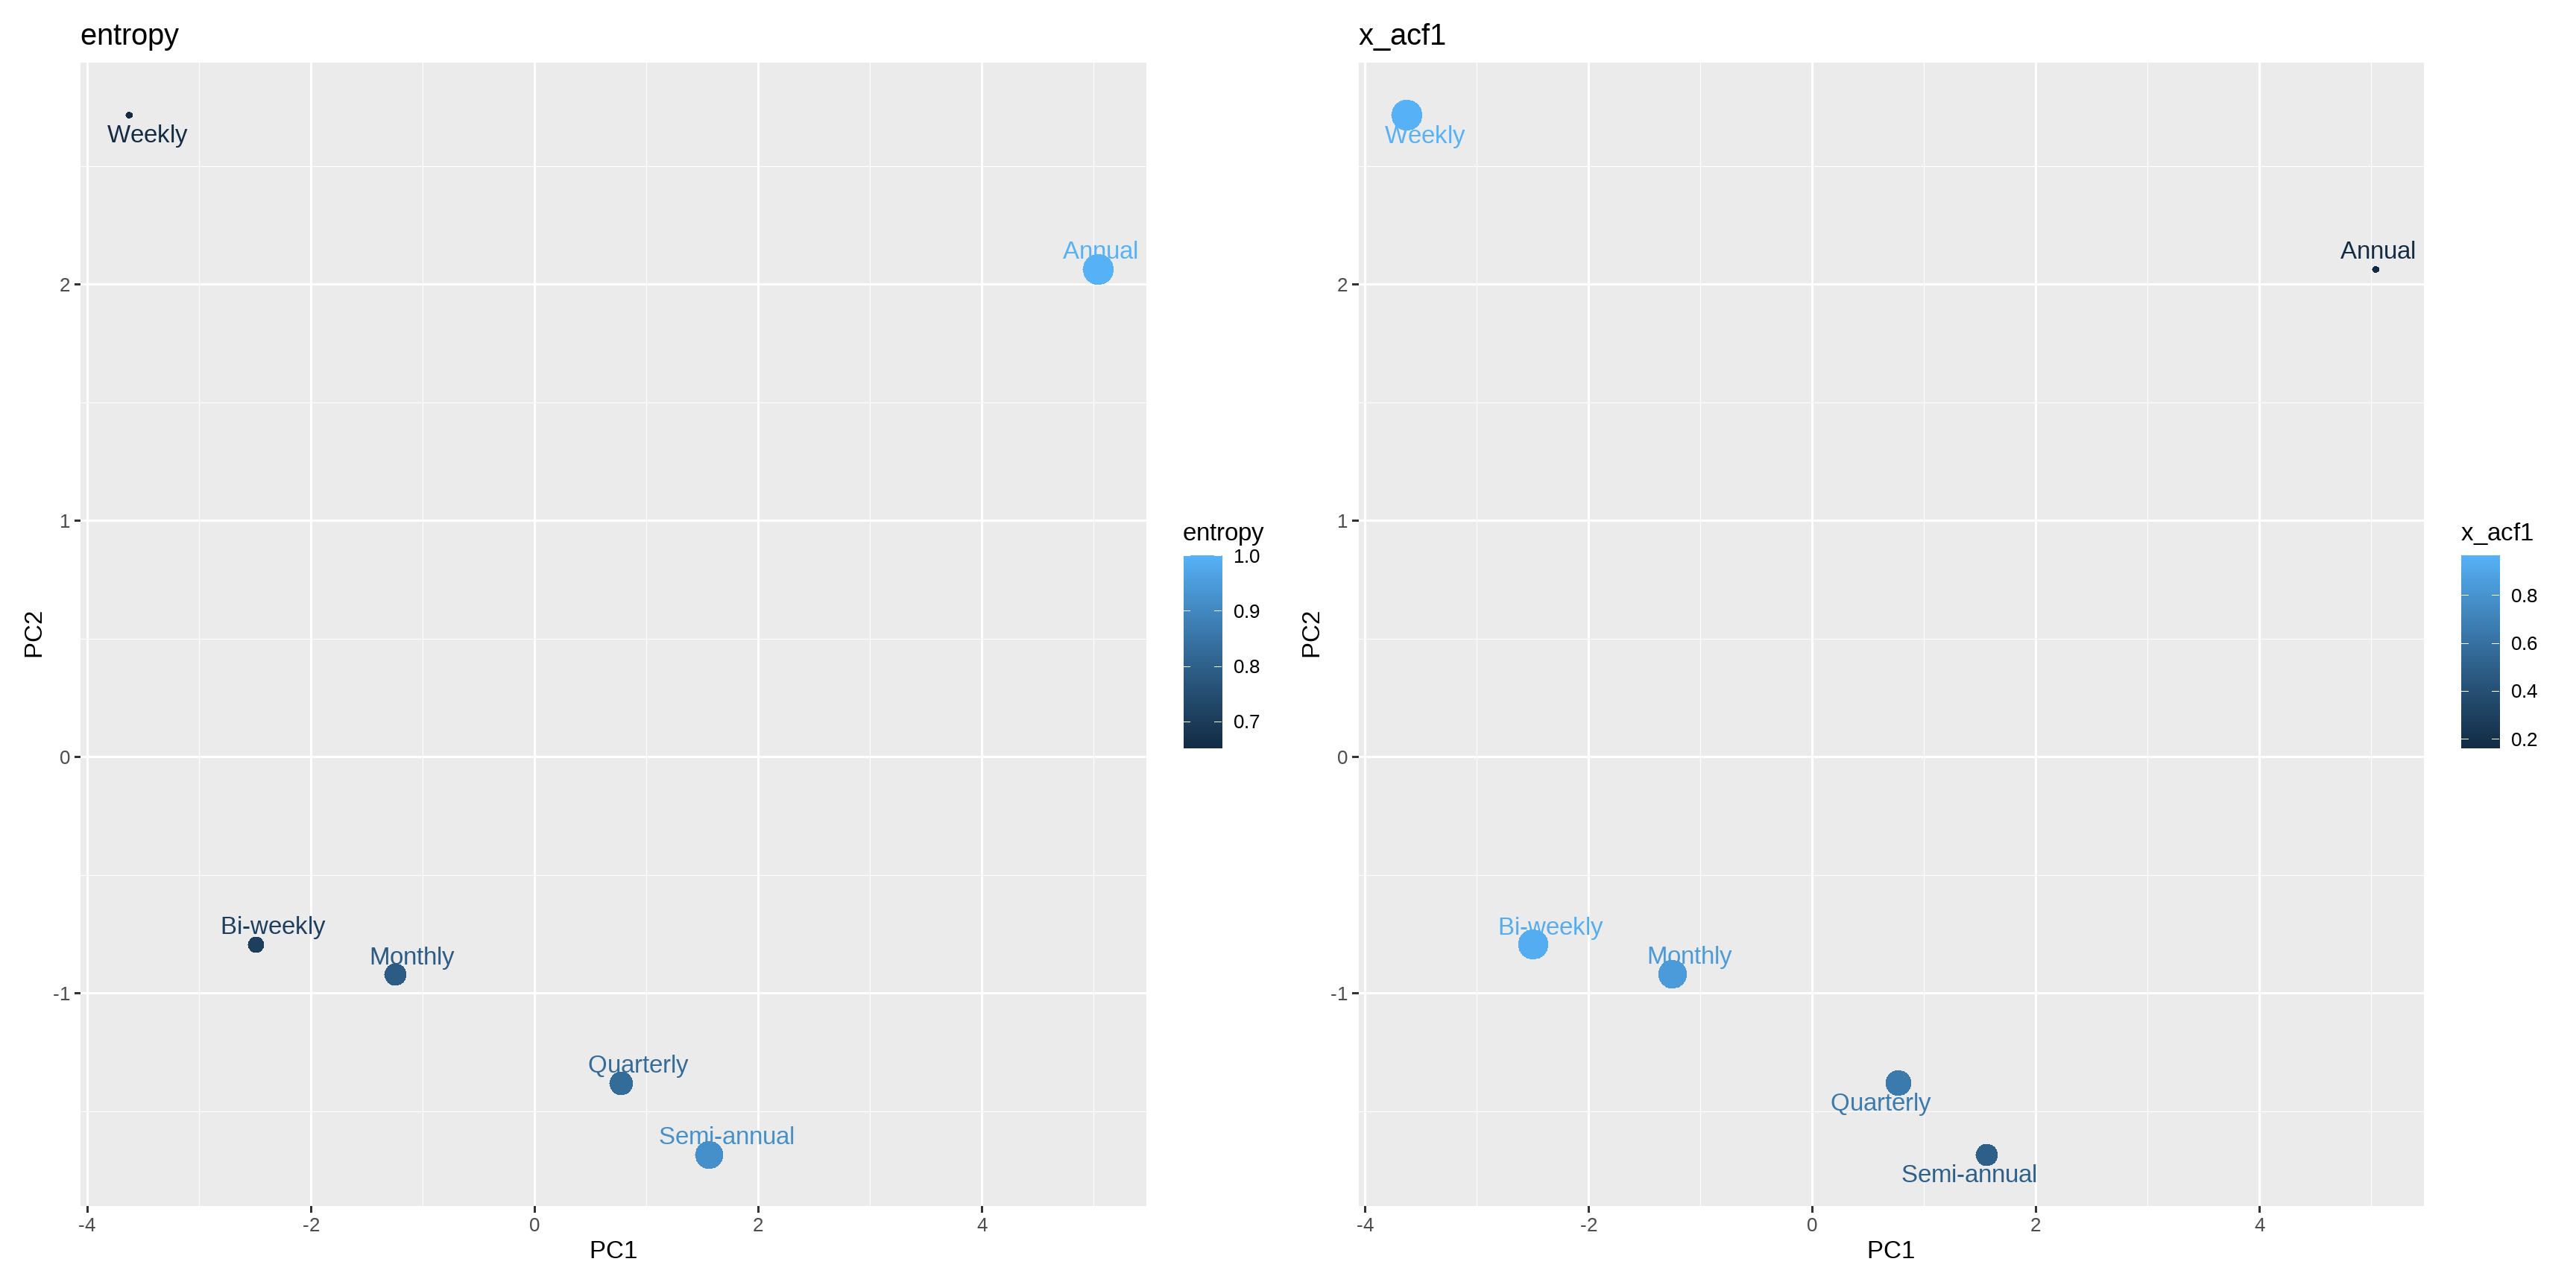 entropy
Weekly
Annual
2
1
0
-1
PC2
Bi-weekly
Monthly
Quarterly
Semi-annual
-4
-2
0
2
4
PC1
entropy
1.0
0.9
0.8
0.7
x_acf1
Weekly
Annual
2
1
0
-1
PC2
Bi-weekly
Monthly
Quarterly
Semi-annual
-4
-2
0
2
4
PC1
x_acf1
0.8
0.6
0.4
0.2